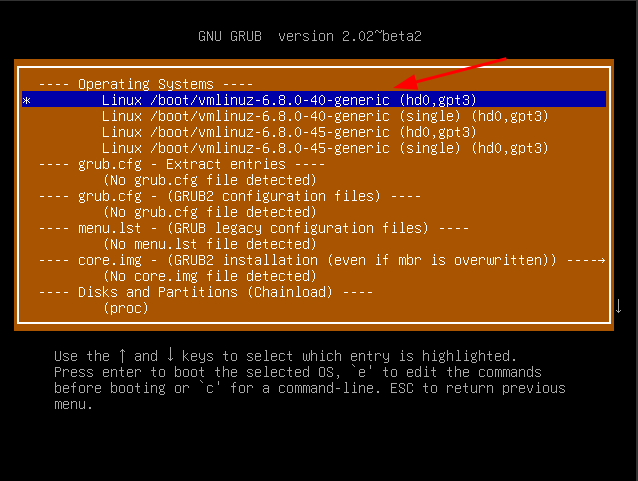 GNU GRUB  version 2.02~beta2
---- Operating Systems ----
*        Linux /boot/vmlinuz-6.8.0-40-generic (hd0,gpt3)
Linux /boot/vmlinuz-6.8.0-40-generic (single) (hd0,gpt3)
Linux /boot/vmlinuz-6.8.0-45-generic (hd0,gpt3)
Linux /boot/vmlinuz-6.8.0-45-generic (single) (hd0,gpt3)
---- grub.cfg - Extract entries ----
(No grub.cfg file detected)
---- grub.cfg - (GRUB2 configuration files) ----
(No grub.cfg file detected)
---- menu.lst - (GRUB legacy configuration files) ----
(No menu.lst file detected)
---- core.img - (GRUB2 installation (even if mbr is overwritten)) ----→
(No core.img file detected)
---- Disks and Partitions (Chainload) ----
(proc)
↓
Use the ↑ and ↓ keys to select which entry is highlighted.
Press enter to boot the selected OS, `e' to edit the commands
before booting or `c' for a command-line. ESC to return previous
menu.